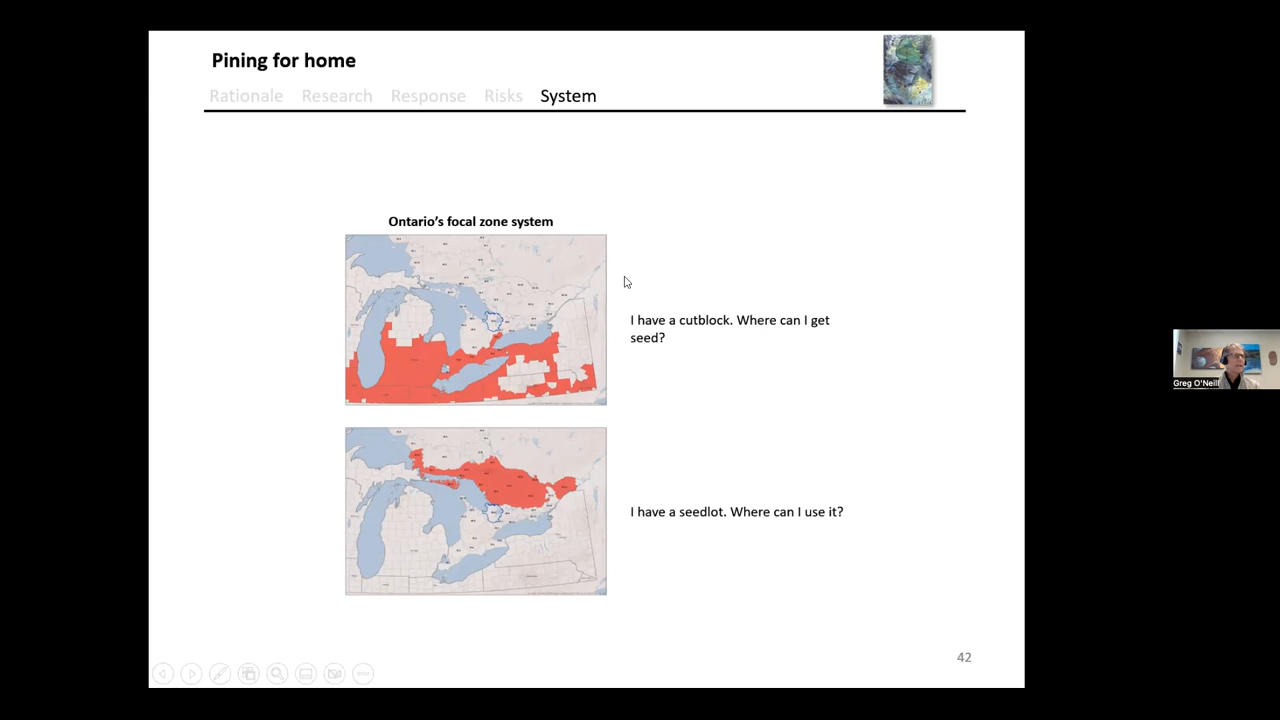 Pining for home
Rationale Research Response Risks System
Ontario’s focal zone system
I have a cutblock. Where can I get
seed?
I have a seedlot. Where can I use it?
Greg O'Neill
42